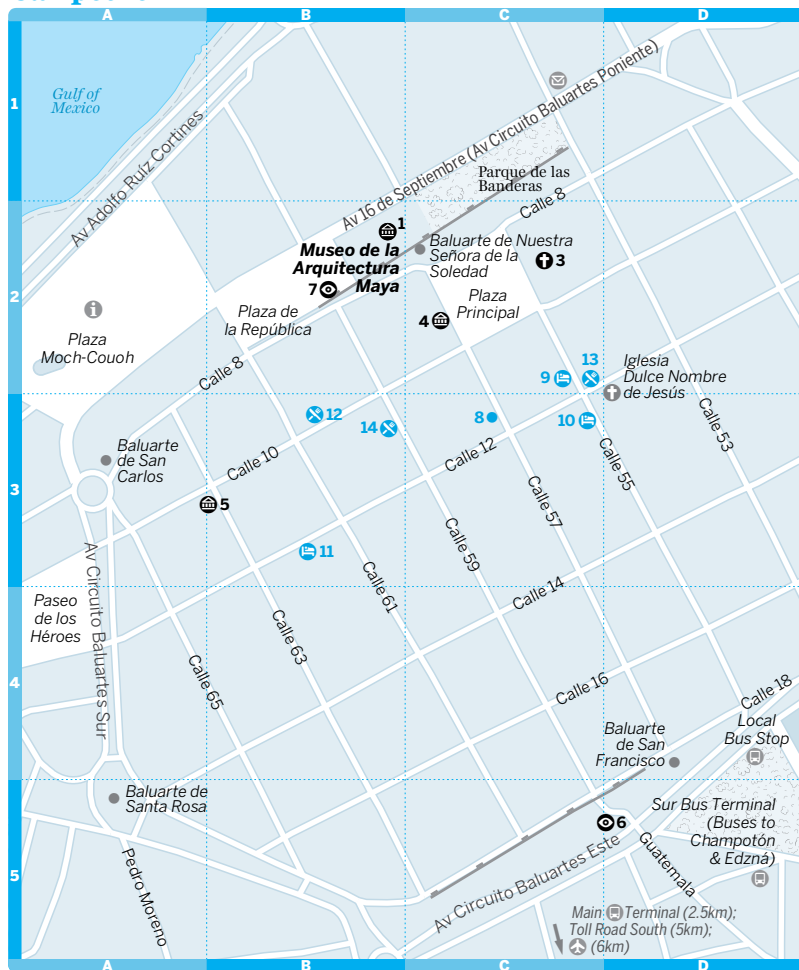 A B C D
1
Gulf of
Mexico
Av Adolfo Ruíz Cortines
Av 16 de Septiembre (Av Circuito Baluartes Poniente)
Parque de las
Banderas
Calle 8
2
1
Museo de la
Arquitectura
Maya
7
Baluarte de Nuestra
Señora de la
Soledad
3
Plaza
Principal
4
Plaza de
la República
i
Plaza
Moch-Couoh
Calle 8
9
13
Iglesia
Dulce Nombre
de Jesús
3
12
14
8
10
Calle 53
Calle 55
Calle 57
Calle 12
Calle 10
Baluarte
de San
Carlos
5
11
Calle 59
Calle 61
Calle 14
Av Circuito Baluartes Sur
4
Paseo
de los
Héroes
Calle 63
Calle 65
Calle 16
Calle 18
Baluarte
de San
Francisco
Local
Bus Stop
5
Baluarte de
Santa Rosa
Pedro Moreno
6
Sur Bus Terminal
(Buses to
Champotón
& Edzná)
Guatemala
Av Circuito Baluartes Este
Main Terminal (2.5km);
Toll Road South (5km);
(6km)
A B C D